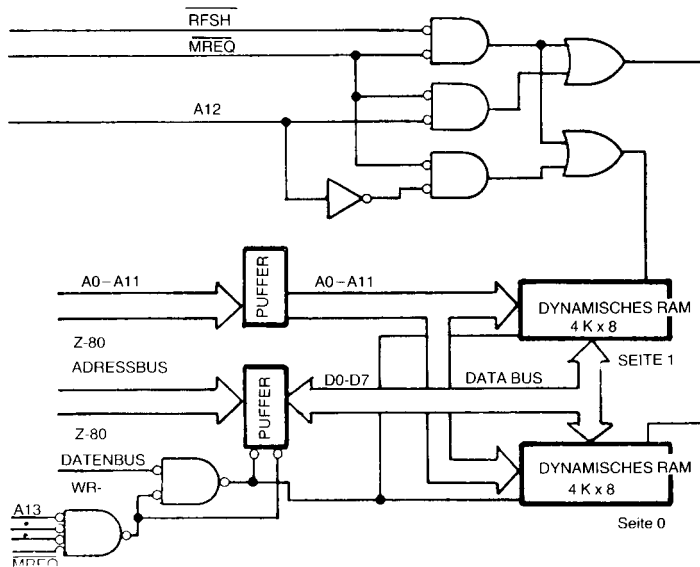 RFSH
MREQ
A12
PUFFER
A0-A11
A0-A11
DYNAMISCHES RAM
4 K x 8
Z-80
ADRESSBUS
SEITE 1
PUFFER
D0-D7
DATA BUS
Z-80
DATENBUS
WR-
DYNAMISCHES RAM
4 K x 8
A13
Seite 0
MREQ